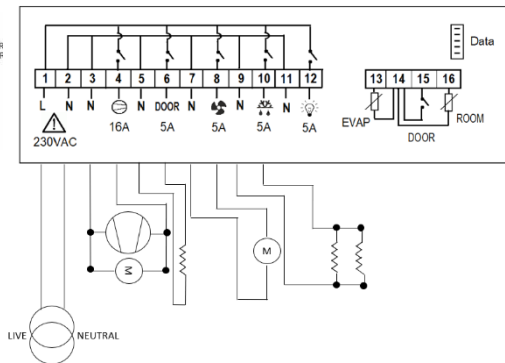 Data
1 2 3 4 5 6 7 8 9 10 11 12
13 14 15 16
L N N N DOOR N N N
16A 5A 5A 5A 5A
230VAC
EVAP ROOM
DOOR
M
M
LIVE NEUTRAL